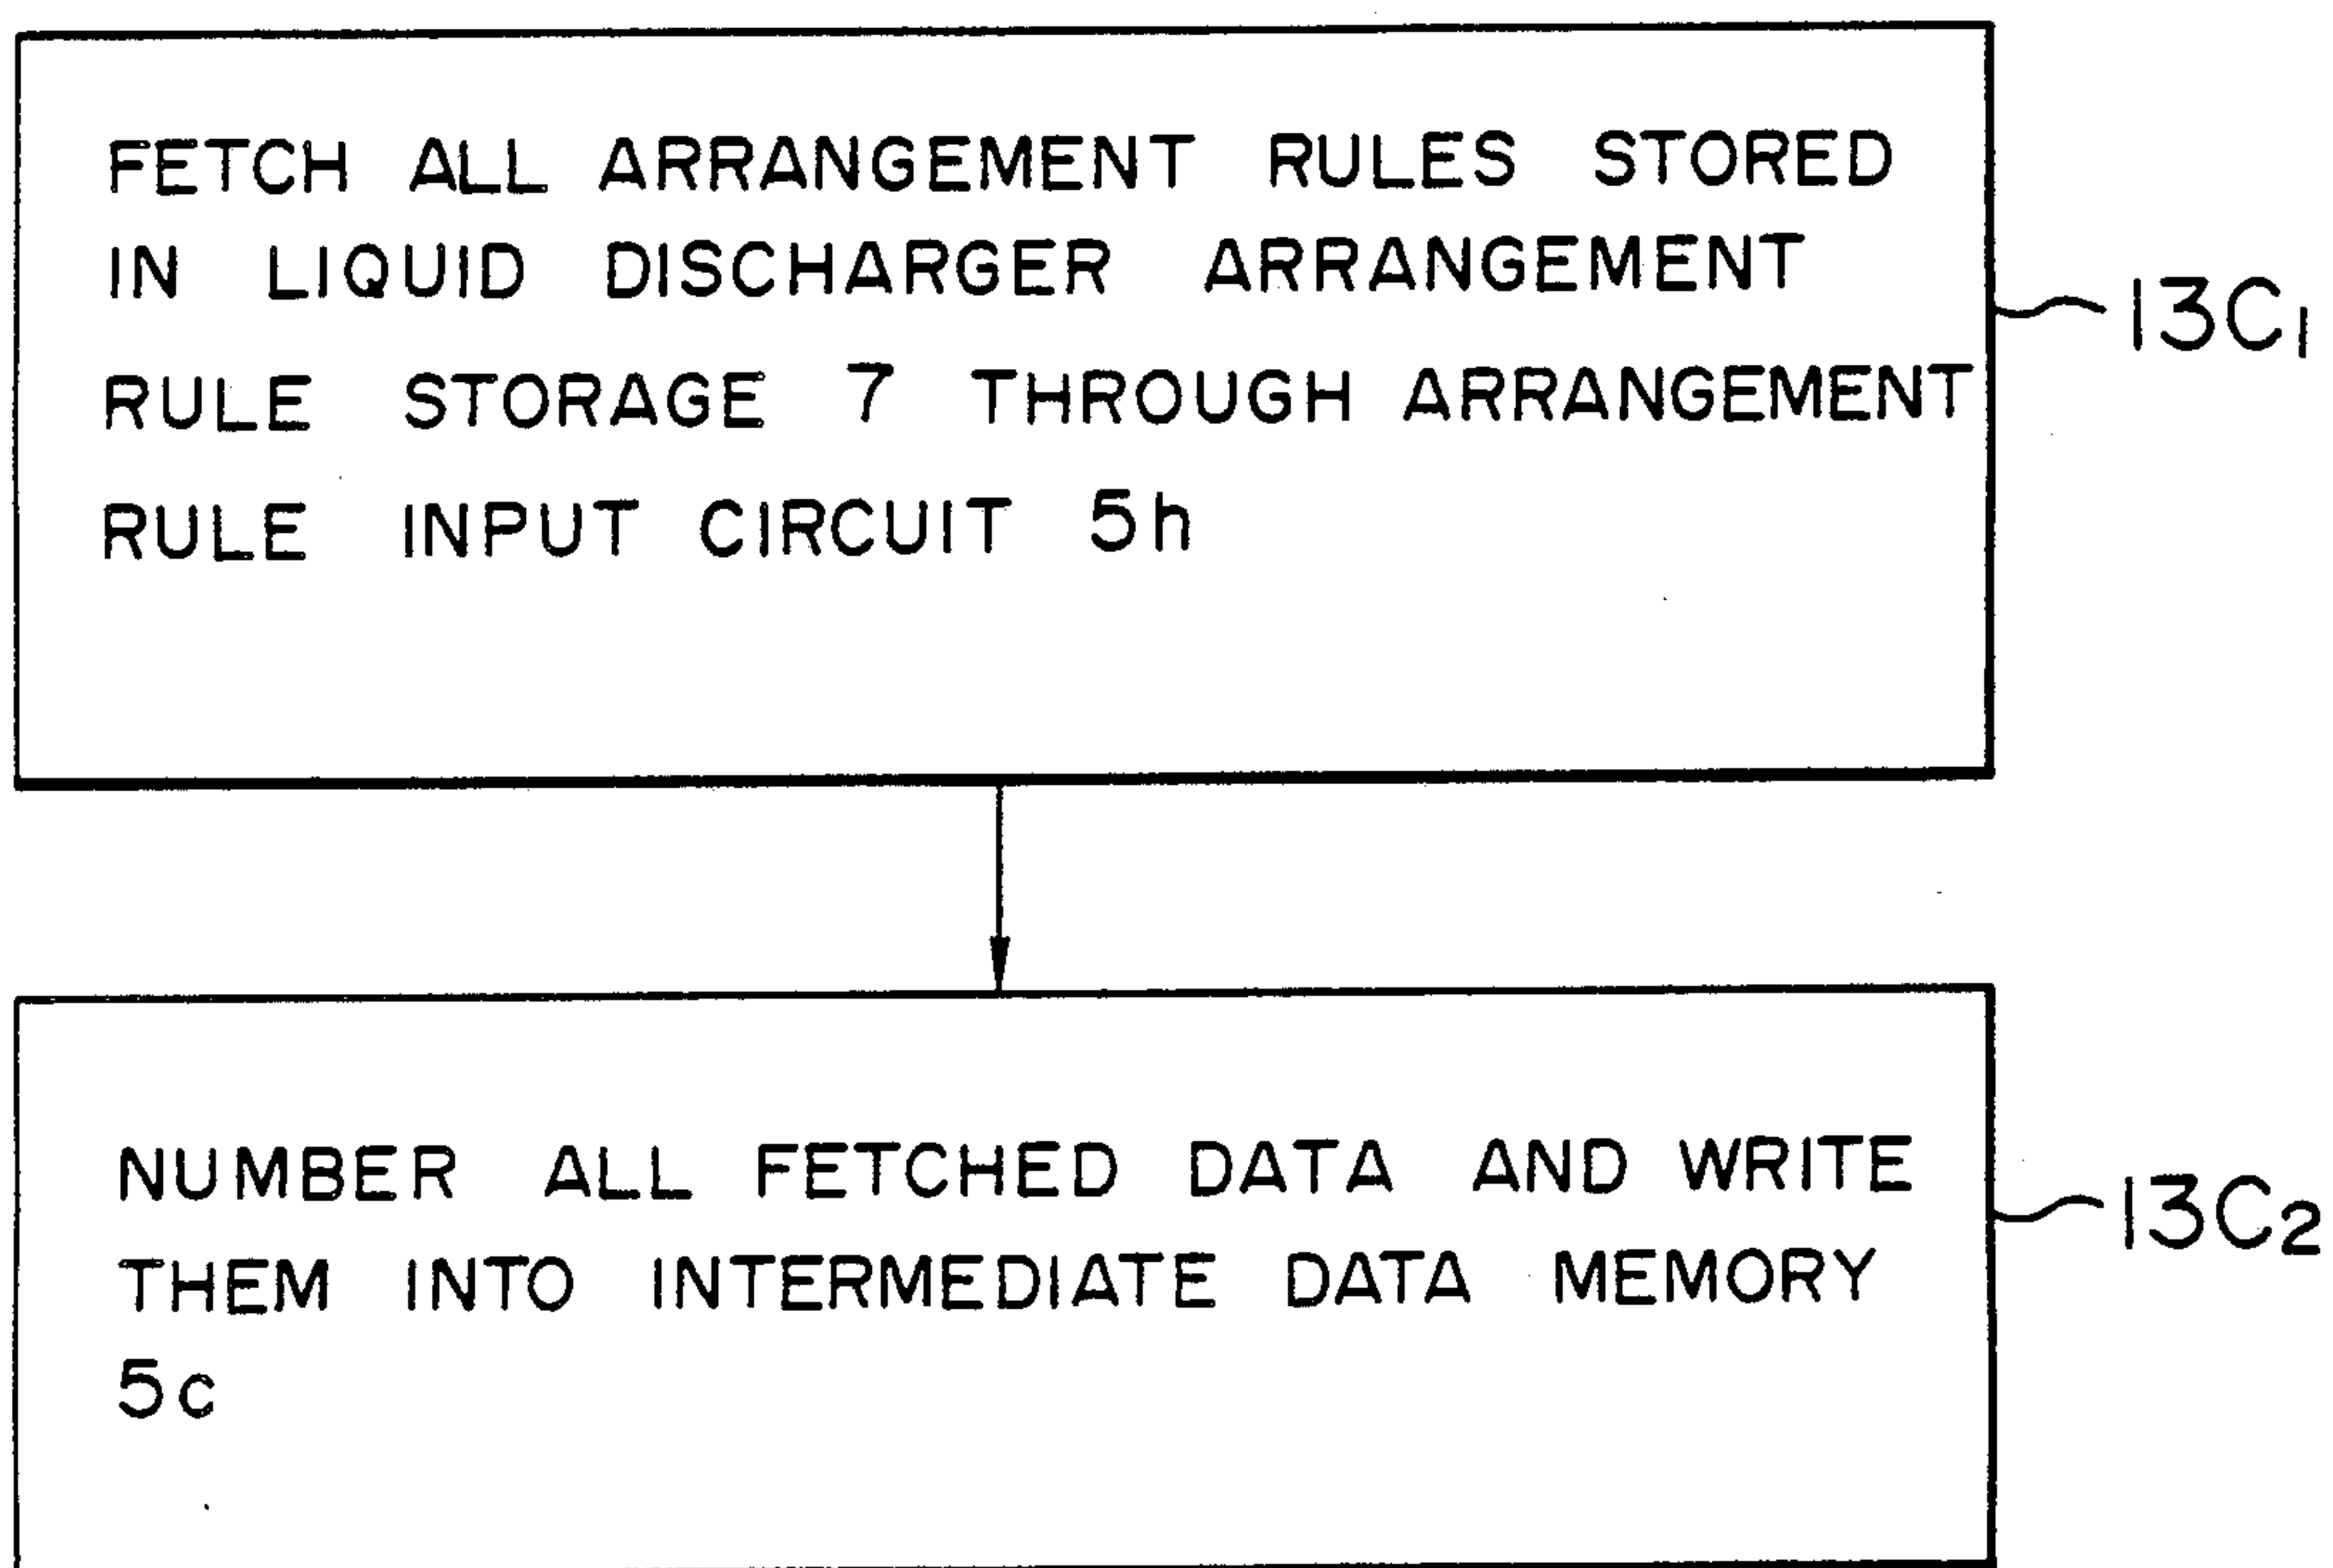 FETCH ALL ARRANGEMENT RULES STORED
IN LIQUID DISCHARGER ARRANGEMENT
RULE STORAGE 7 THROUGH ARRANGEMENT
RULE INPUT CIRCUIT 5h
13C₁
NUMBER ALL FETCHED DATA AND WRITE
THEM INTO INTERMEDIATE DATA MEMORY
5c
13C₂